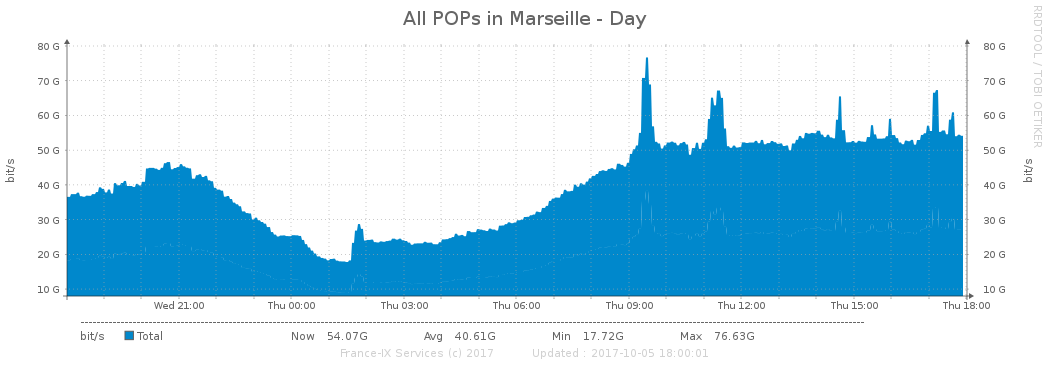 All POPs in Marseille - Day
RRDTOOL / TOBI OETIKER
bit/s
80 G 80 G
70 G 70 G
60 G 60 G
50 G 50 G
40 G 40 G
30 G 30 G
20 G 20 G
10 G 10 G
bit/s
Wed 21:00 Thu 00:00 Thu 03:00 Thu 06:00 Thu 09:00 Thu 12:00 Thu 15:00 Thu 18:00
bit/s Total Now 54.07G Avg 40.61G Min 17.72G Max 76.63G
France-IX Services (c) 2017 Updated : 2017-10-05 18:00:01